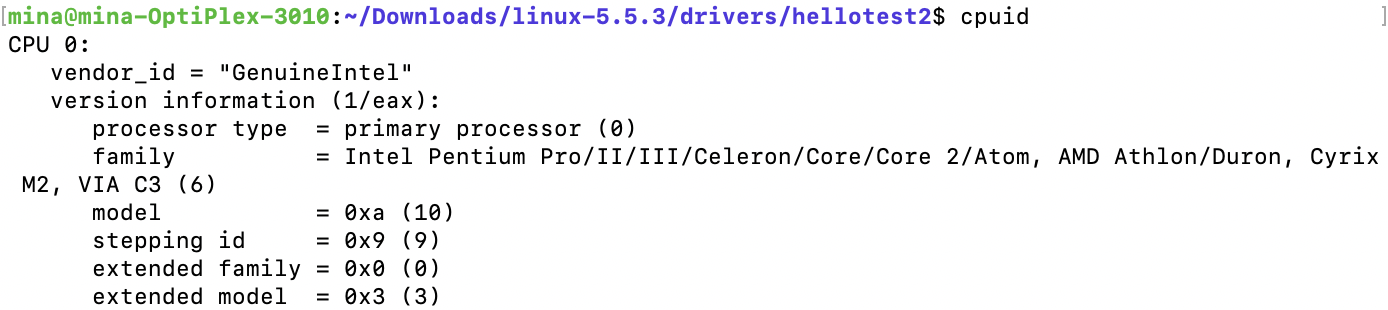 [mina@mina-OptiPlex-3010:~/Downloads/linux-5.5.3/drivers/hellotest2$ cpuid ]
CPU 0:
   vendor_id = "GenuineIntel"
   version information (1/eax):
      processor type  = primary processor (0)
      family          = Intel Pentium Pro/II/III/Celeron/Core/Core 2/Atom, AMD Athlon/Duron, Cyrix
 M2, VIA C3 (6)
      model           = 0xa (10)
      stepping id     = 0x9 (9)
      extended family = 0x0 (0)
      extended model  = 0x3 (3)